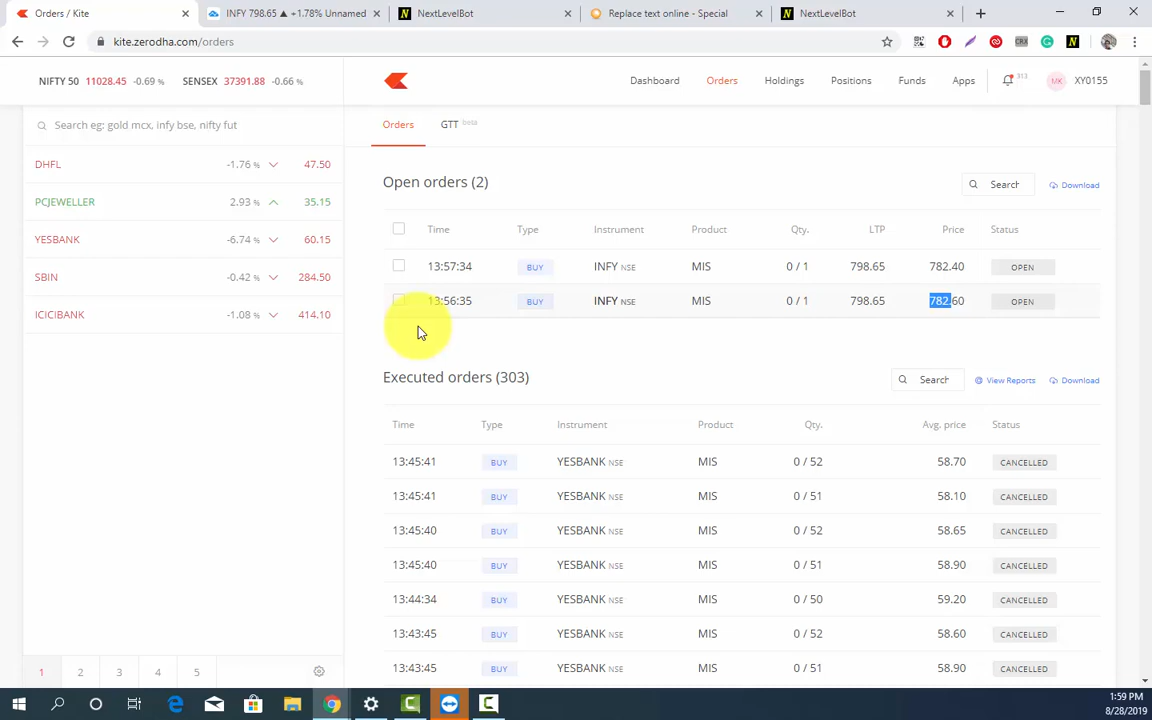 Orders / Kite
INFY 798.65 ▲ +1.78% Unnamed
NextLevelBot
Replace text online - Special
NextLevelBot
kite.zerodha.com/orders
NIFTY 50 11028.45 -0.69 % SENSEX 37391.88 -0.66 %
Dashboard Orders Holdings Positions Funds Apps 313 MK XY0155
Search eg: gold mcx, infy bse, nifty fut
DHFL -1.76 % 47.50
PCJEWELLER 2.93 % 35.15
YESBANK -6.74 % 60.15
SBIN -0.42 % 284.50
ICICIBANK -1.08 % 414.10
1 2 3 4 5
Orders GTT beta
Open orders (2) Search Download
Time Type Instrument Product Qty. LTP Price Status
13:57:34 BUY INFY NSE MIS 0 / 1 798.65 782.40 OPEN
13:56:35 BUY INFY NSE MIS 0 / 1 798.65 782.60 OPEN
Executed orders (303) Search View Reports Download
Time Type Instrument Product Qty. Avg. price Status
13:45:41 BUY YESBANK NSE MIS 0 / 52 58.70 CANCELLED
13:45:41 BUY YESBANK NSE MIS 0 / 51 58.10 CANCELLED
13:45:40 BUY YESBANK NSE MIS 0 / 52 58.65 CANCELLED
13:45:40 BUY YESBANK NSE MIS 0 / 51 58.90 CANCELLED
13:44:34 BUY YESBANK NSE MIS 0 / 50 59.20 CANCELLED
13:43:45 BUY YESBANK NSE MIS 0 / 52 58.60 CANCELLED
13:43:45 BUY YESBANK NSE MIS 0 / 51 58.90 CANCELLED
1:59 PM
8/28/2019